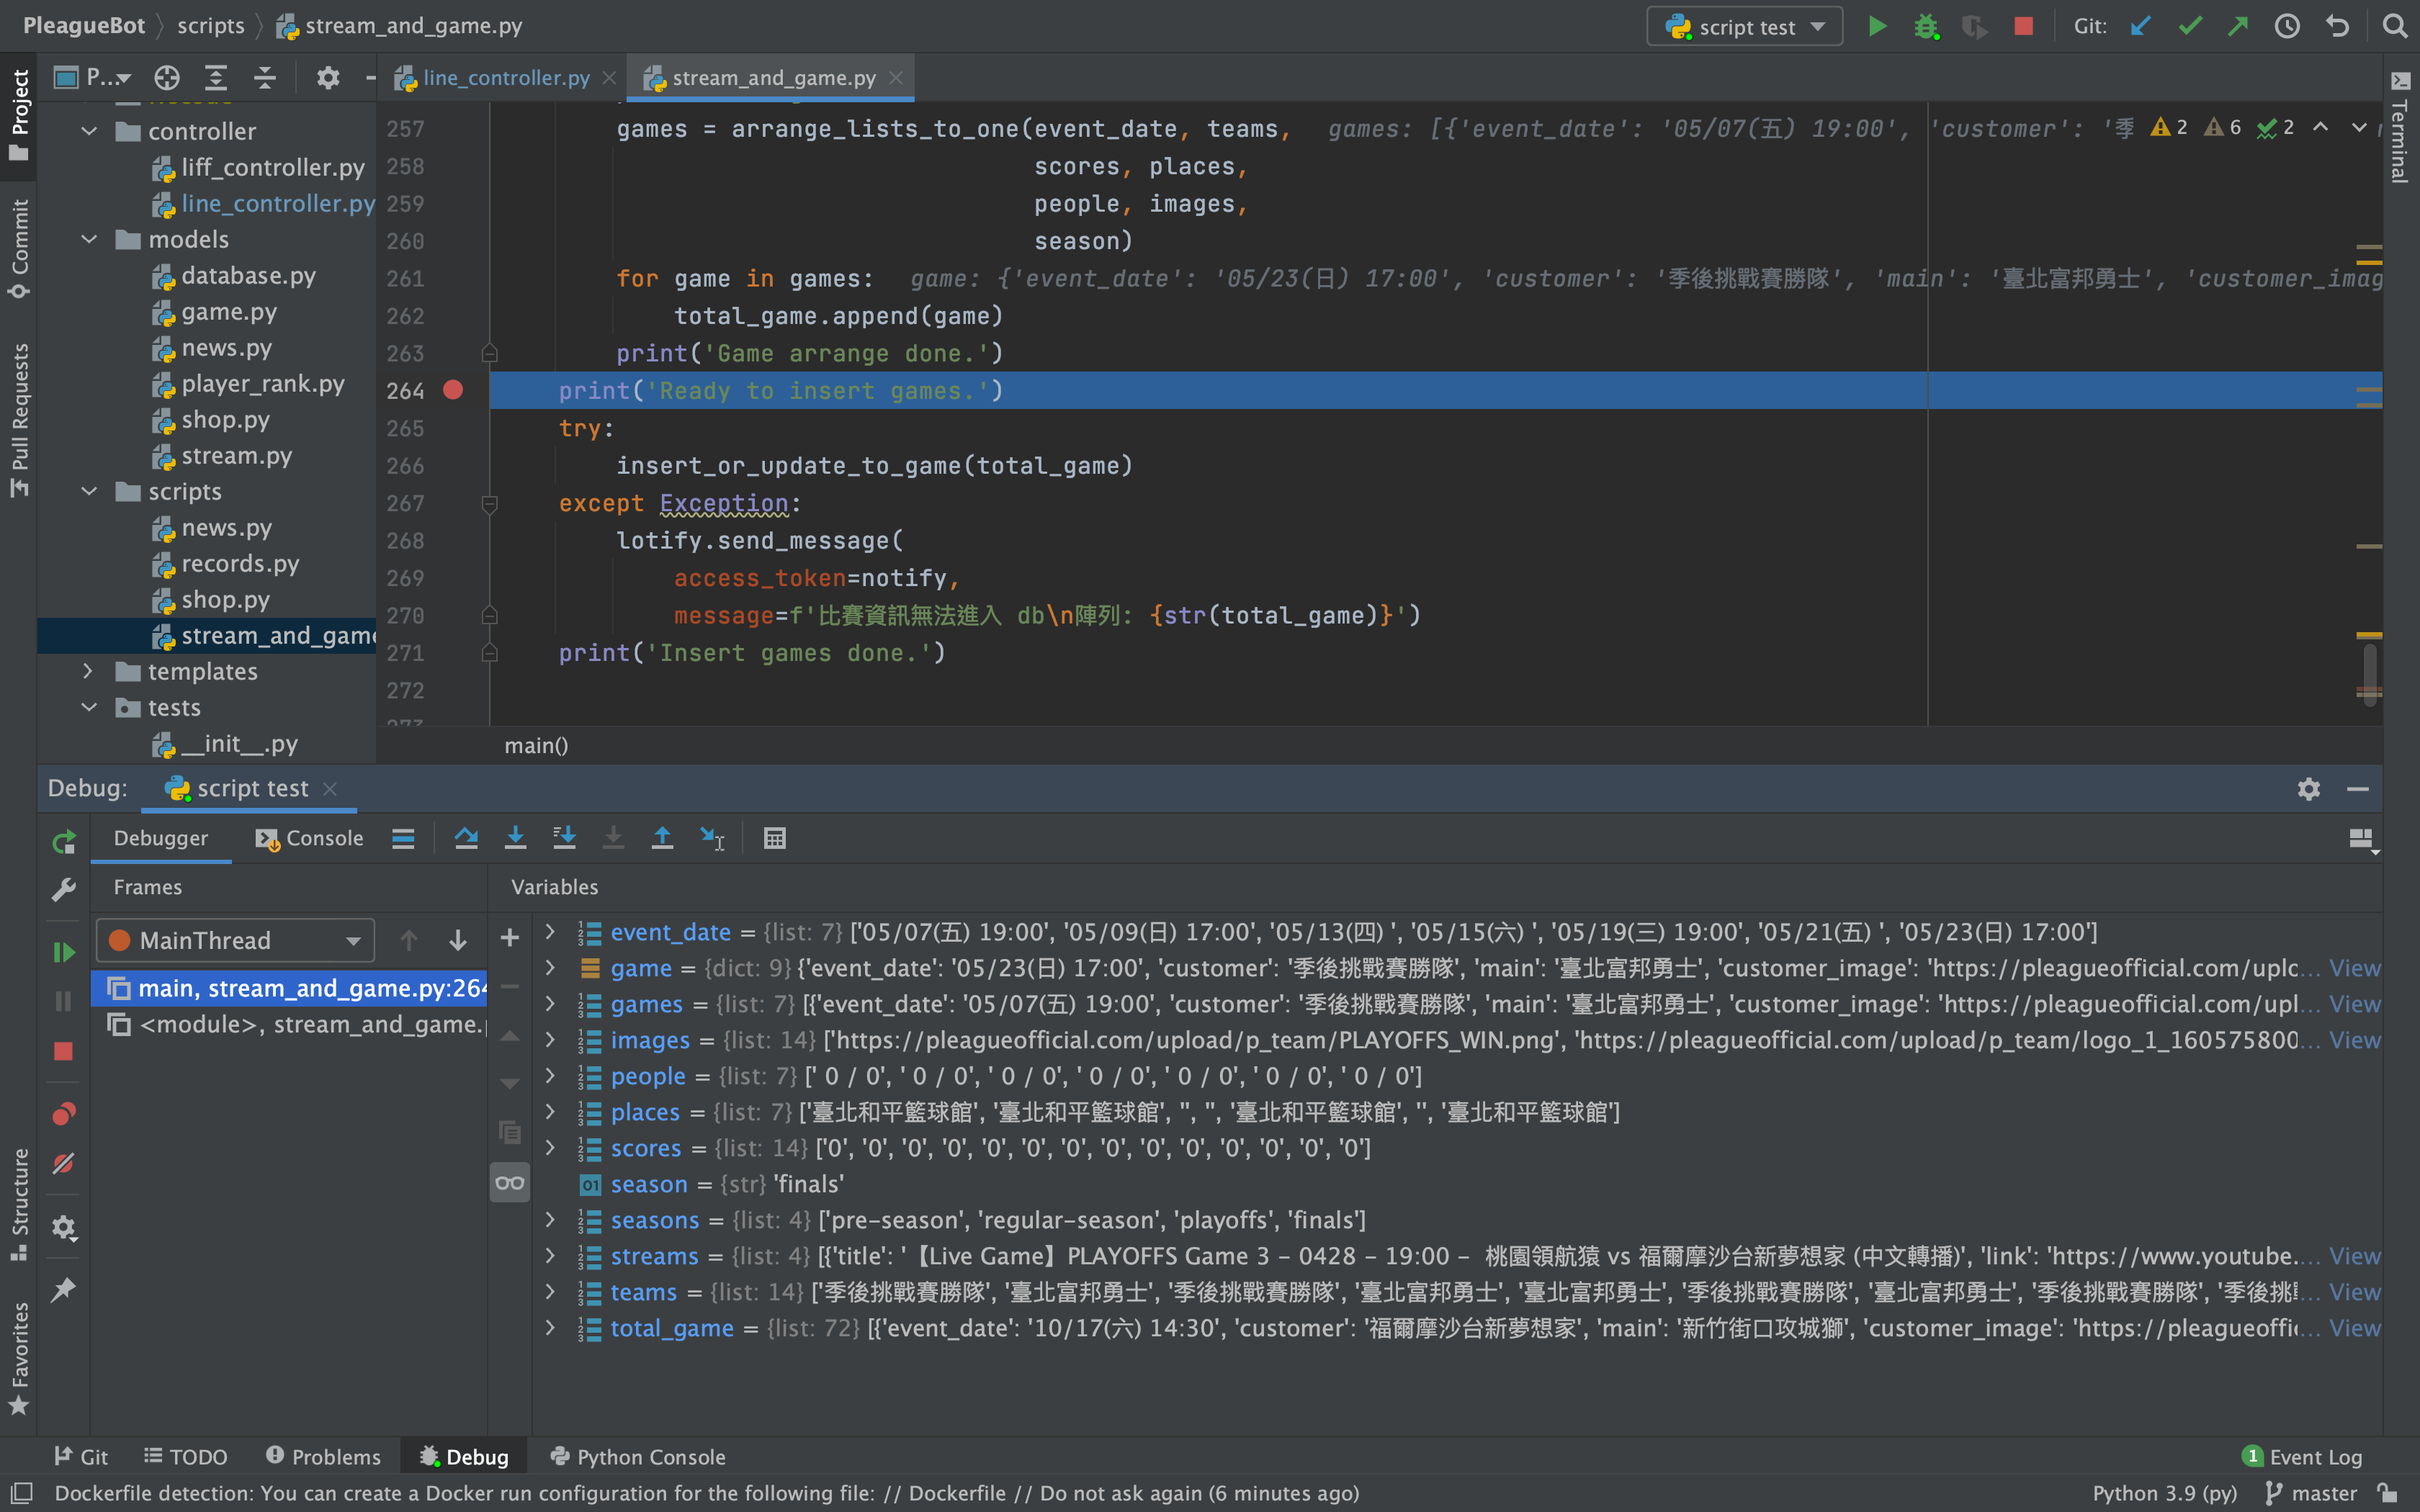 PleagueBot scripts stream_and_game.py
script test Git:
Project
Commit
Pull Requests
Structure
Favorites
Terminal
P...
line_controller.py stream_and_game.py
controller
liff_controller.py
line_controller.py
models
database.py
game.py
news.py
player_rank.py
shop.py
stream.py
scripts
news.py
records.py
shop.py
stream_and_game
templates
tests
__init__.py
2 6 2
257 games = arrange_lists_to_one(event_date, teams, games: [{'event_date': '05/07(五) 19:00', 'customer': '季
258 scores, places,
259 people, images,
260 season)
261 for game in games: game: {'event_date': '05/23(日) 17:00', 'customer': '季後挑戰賽勝隊', 'main': '臺北富邦勇士', 'customer_imag
262 total_game.append(game)
263 print('Game arrange done.')
264 print('Ready to insert games.')
265 try:
266 insert_or_update_to_game(total_game)
267 except Exception:
268 lotify.send_message(
269 access_token=notify,
270 message=f'比賽資訊無法進入 db\n陣列: {str(total_game)}')
271 print('Insert games done.')
272
273
main()
Debug: script test
Debugger Console
Frames Variables
MainThread
main, stream_and_game.py:264
<module>, stream_and_game.p
event_date = {list: 7} ['05/07(五) 19:00', '05/09(日) 17:00', '05/13(四) ', '05/15(六) ', '05/19(三) 19:00', '05/21(五) ', '05/23(日) 17:00']
game = {dict: 9} {'event_date': '05/23(日) 17:00', 'customer': '季後挑戰賽勝隊', 'main': '臺北富邦勇士', 'customer_image': 'https://pleagueofficial.com/uplc... View
games = {list: 7} [{'event_date': '05/07(五) 19:00', 'customer': '季後挑戰賽勝隊', 'main': '臺北富邦勇士', 'customer_image': 'https://pleagueofficial.com/upl... View
images = {list: 14} ['https://pleagueofficial.com/upload/p_team/PLAYOFFS_WIN.png', 'https://pleagueofficial.com/upload/p_team/logo_1_160575800... View
people = {list: 7} [' 0 / 0', ' 0 / 0', ' 0 / 0', ' 0 / 0', ' 0 / 0', ' 0 / 0', ' 0 / 0']
places = {list: 7} ['臺北和平籃球館', '臺北和平籃球館', '', '', '臺北和平籃球館', '', '臺北和平籃球館']
scores = {list: 14} ['0', '0', '0', '0', '0', '0', '0', '0', '0', '0', '0', '0', '0', '0']
season = {str} 'finals'
seasons = {list: 4} ['pre-season', 'regular-season', 'playoffs', 'finals']
streams = {list: 4} [{'title': '【Live Game】PLAYOFFS Game 3 – 0428 – 19:00 – 桃園領航猿 vs 福爾摩沙台新夢想家 (中文轉播)', 'link': 'https://www.youtube.... View
teams = {list: 14} ['季後挑戰賽勝隊', '臺北富邦勇士', '季後挑戰賽勝隊', '臺北富邦勇士', '臺北富邦勇士', '季後挑戰賽勝隊', '臺北富邦勇士', '季後挑戰賽勝隊', '季後挑... View
total_game = {list: 72} [{'event_date': '10/17(六) 14:30', 'customer': '福爾摩沙台新夢想家', 'main': '新竹街口攻城獅', 'customer_image': 'https://pleagueoffic... View
Git TODO Problems Debug Python Console 1 Event Log
Dockerfile detection: You can create a Docker run configuration for the following file: // Dockerfile // Do not ask again (6 minutes ago) Python 3.9 (py) master